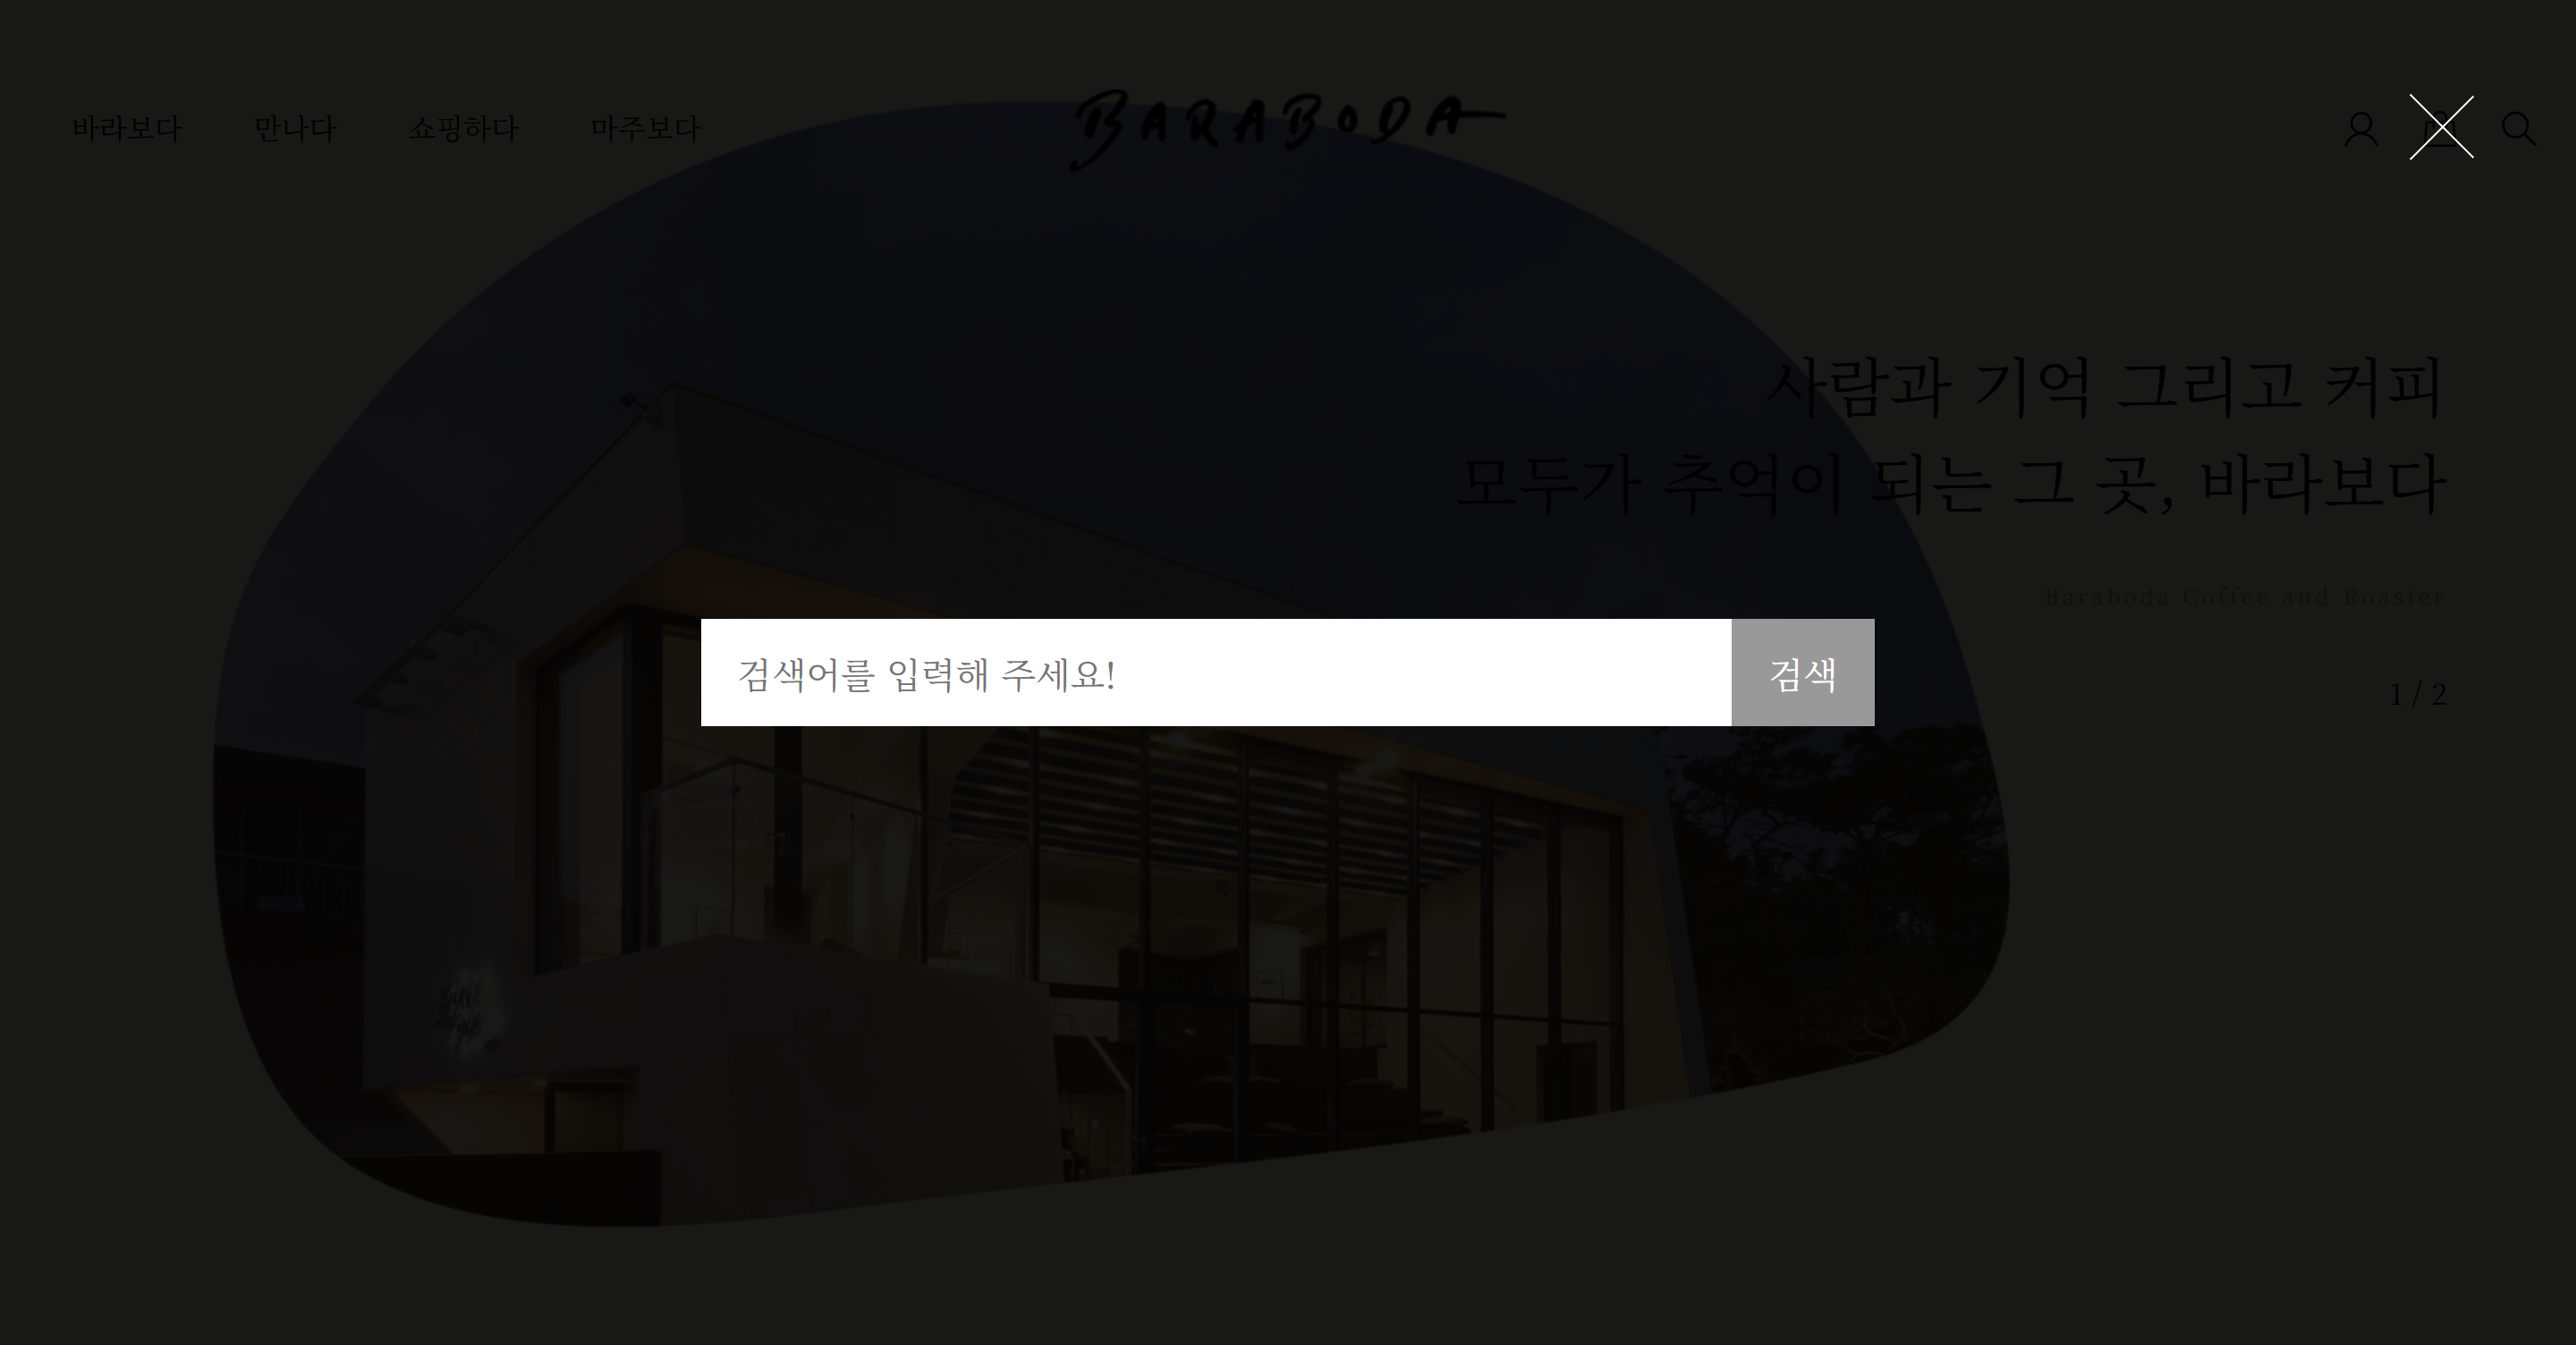 바라보다 만나다 쇼핑하다 마주보다
BARABODA
사람과 기억 그리고 커피
모두가 추억이 되는 그 곳, 바라보다
Baraboda Coffee and Roaster
검색어를 입력해 주세요! 검색
1 / 2